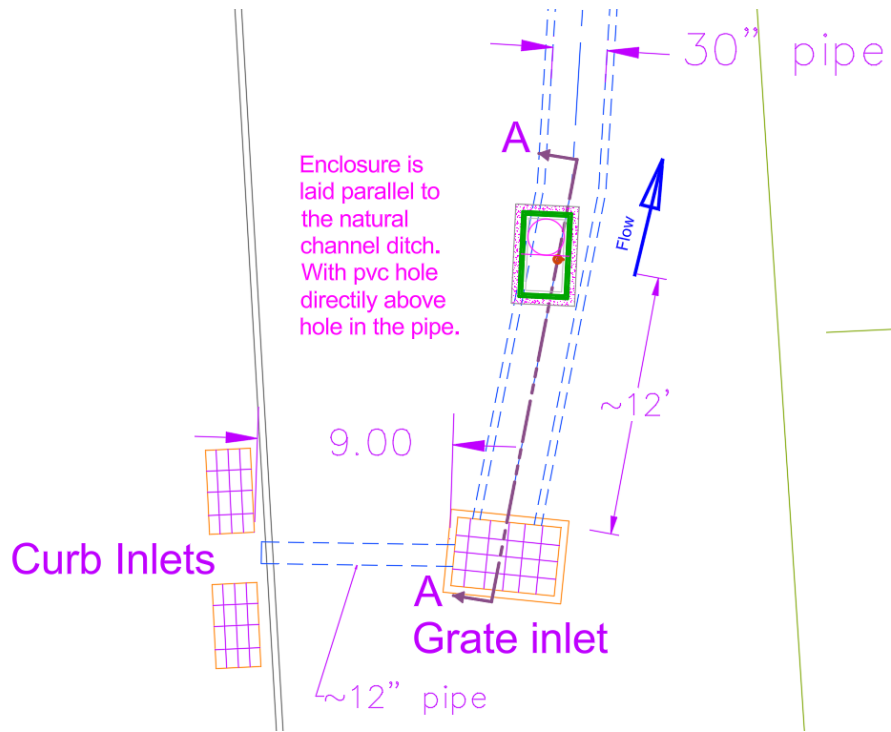 30" pipe
A
Enclosure is
laid parallel to
the natural
channel ditch.
With pvc hole
directily above
hole in the pipe.
Flow
~12'
9.00
Curb Inlets
A
Grate inlet
~12" pipe